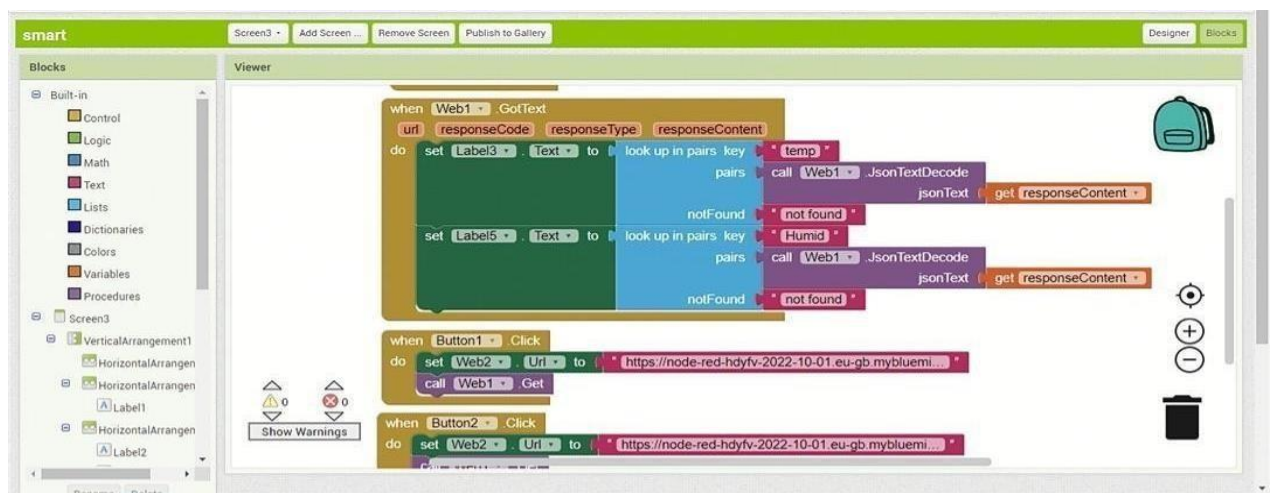 smart Screen3 Add Screen ... Remove Screen Publish to Gallery Designer Blocks
Blocks
Viewer
Built-in
Control
Logic
Math
Text
Lists
Dictionaries
Colors
Variables
Procedures
Screen3
VerticalArrangement1
HorizontalArrangen
HorizontalArrangen
Label1
HorizontalArrangen
Label2
when Web1 .GotText
url responseCode responseType responseContent
do set Label3 . Text to look up in pairs key " temp "
pairs call Web1 .JsonTextDecode
jsonText get responseContent
notFound " not found "
set Label5 . Text to look up in pairs key " Humid "
pairs call Web1 .JsonTextDecode
jsonText get responseContent
notFound " not found "
when Button1 .Click
do set Web2 . Url to " https://node-red-hdyfv-2022-10-01.eu-gb.mybluemi... "
call Web1 .Get
when Button2 .Click
do set Web2 . Url to " https://node-red-hdyfv-2022-10-01.eu-gb.mybluemi... "
0 0
Show Warnings